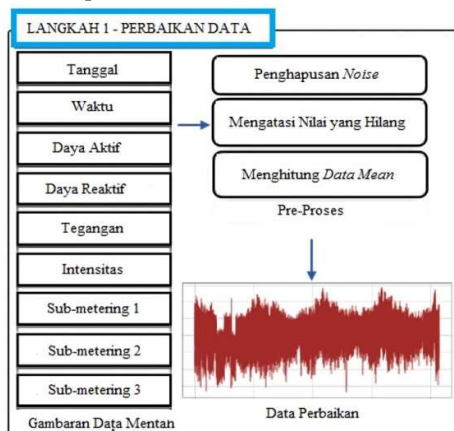 LANGKAH 1 - PERBAIKAN DATA
Tanggal
Waktu
Daya Aktif
Daya Reaktif
Tegangan
Intensitas
Sub-metering 1
Sub-metering 2
Sub-metering 3
Gambaran Data Mentah
Penghapusan Noise
Mengatasi Nilai yang Hilang
Menghitung Data Mean
Pre-Proses
Data Perbaikan